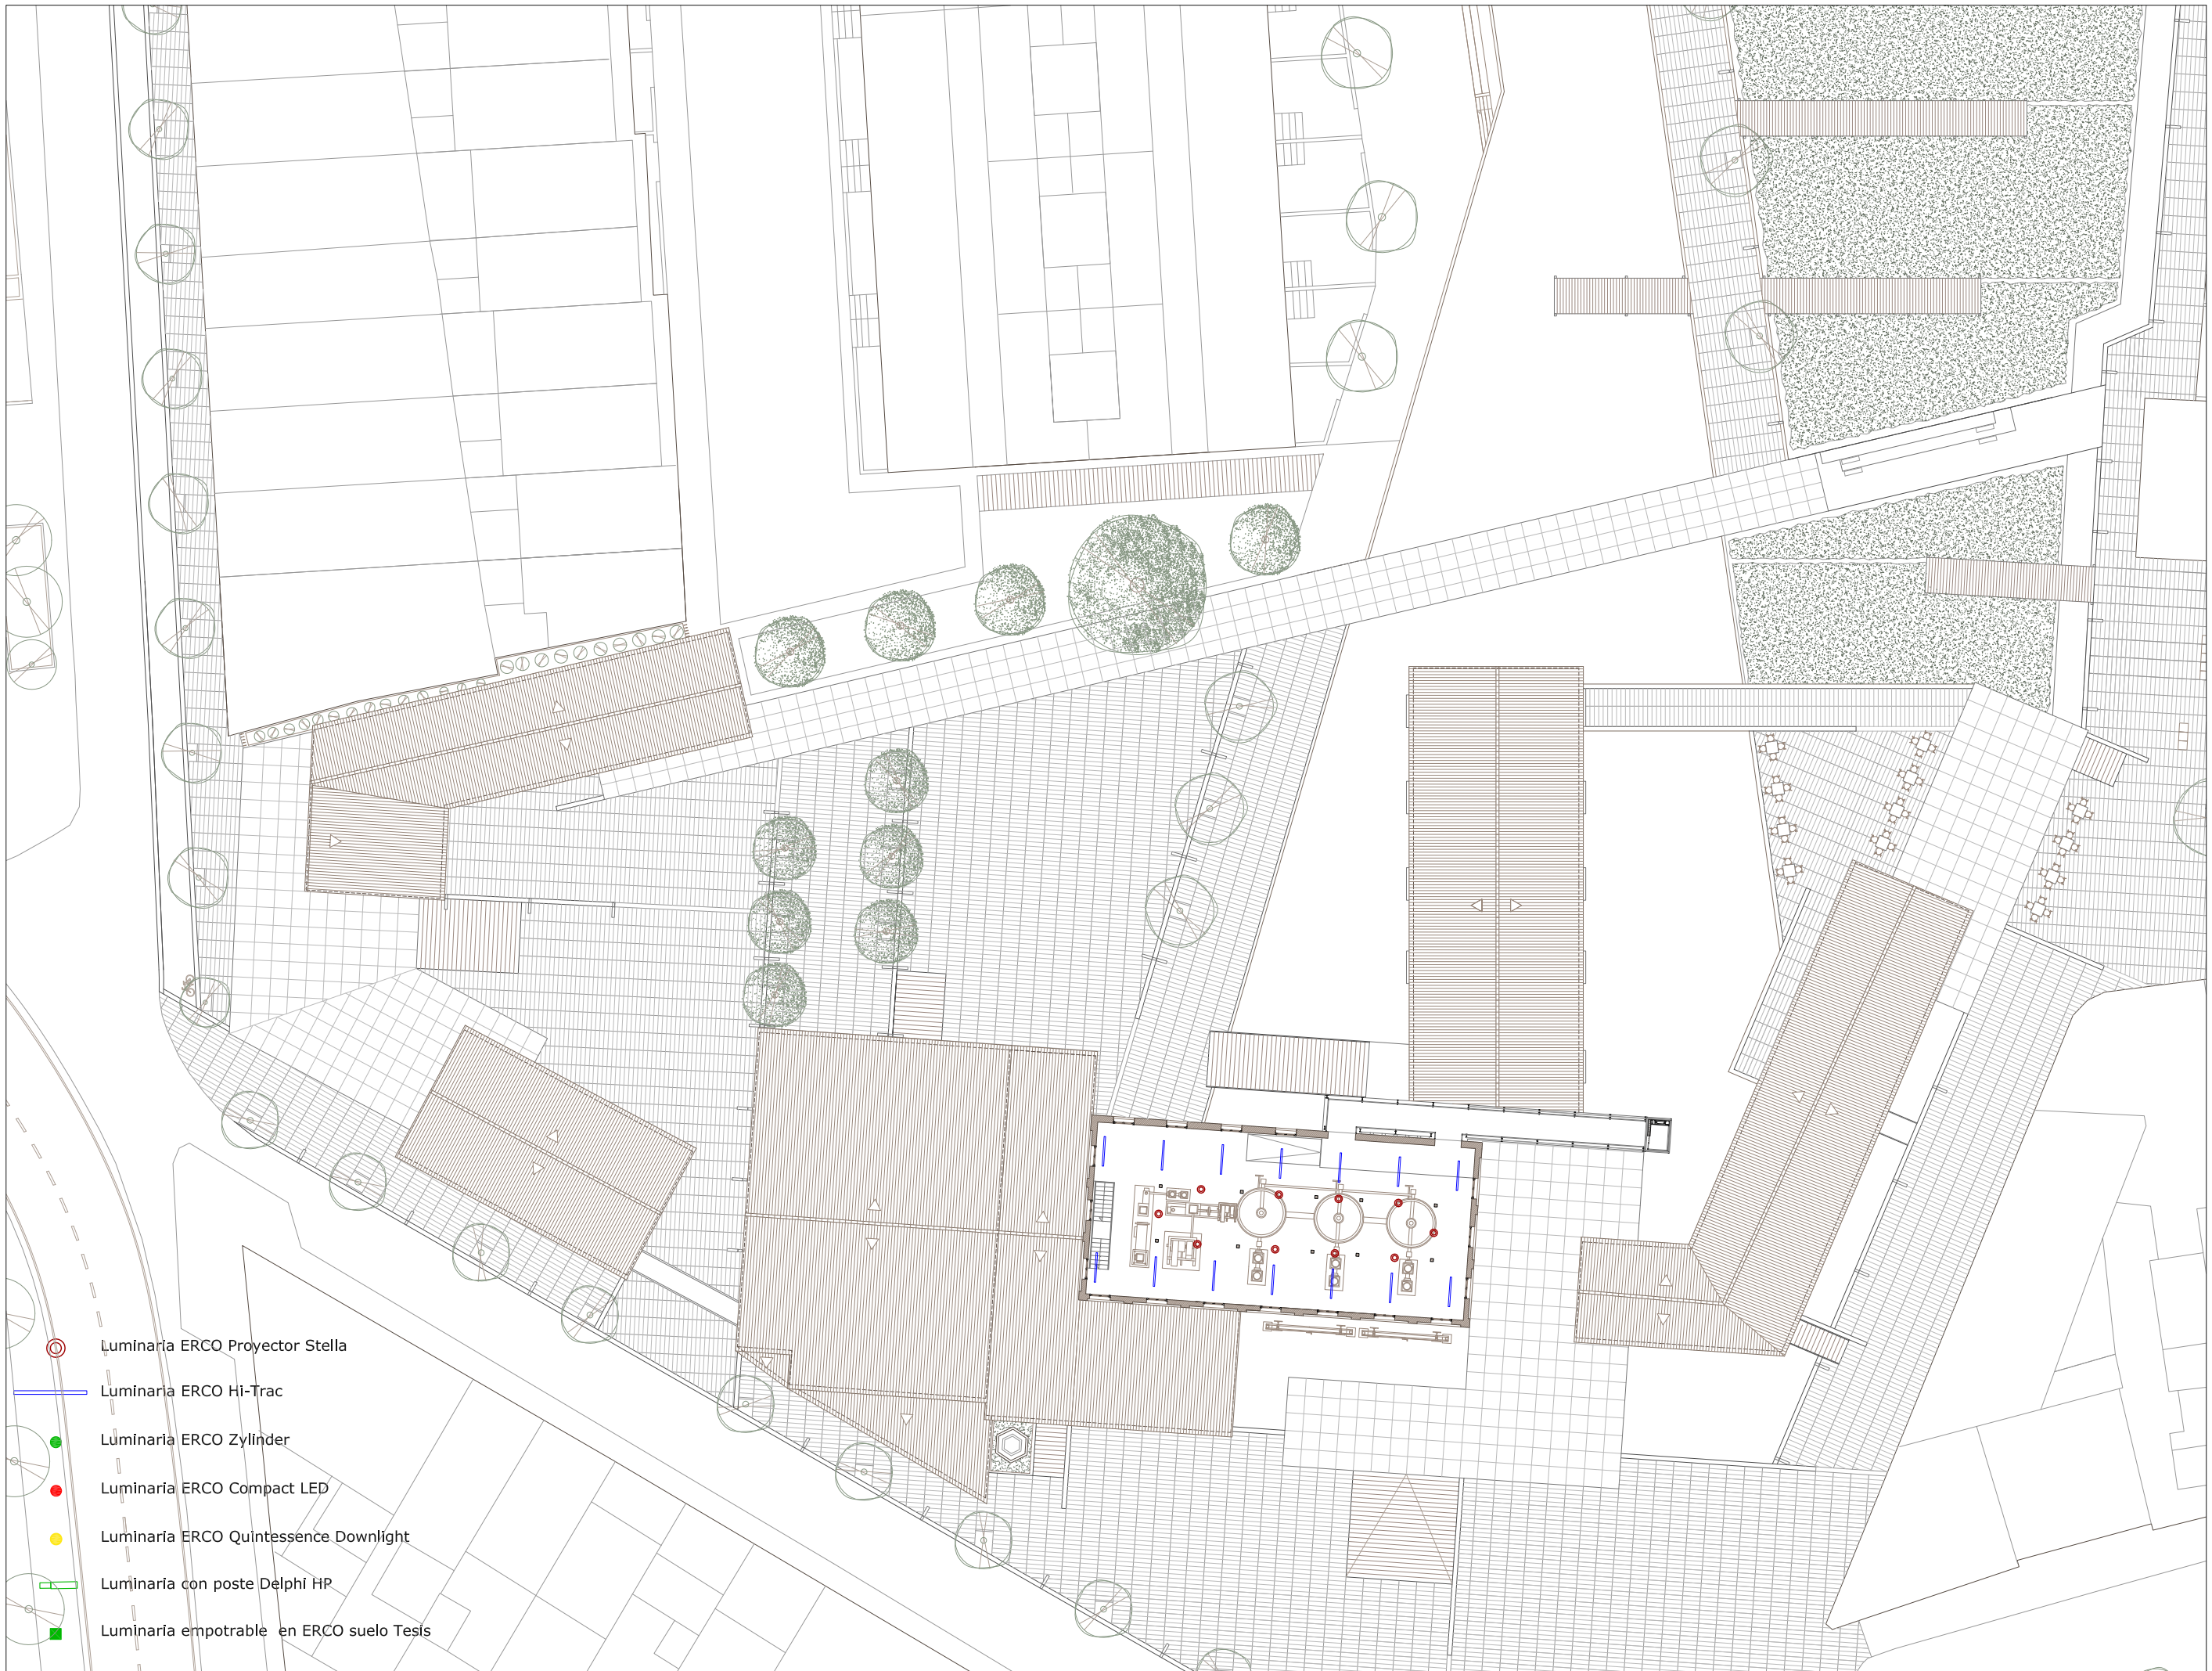 Luminaria ERCO Proyector Stella
Luminaria ERCO Hi-Trac
Luminaria ERCO Zylinder
Luminaria ERCO Compact LED
Luminaria ERCO Quintessence Downlight
Luminaria con poste Delphi HP
Luminaria empotrable en ERCO suelo Tesis